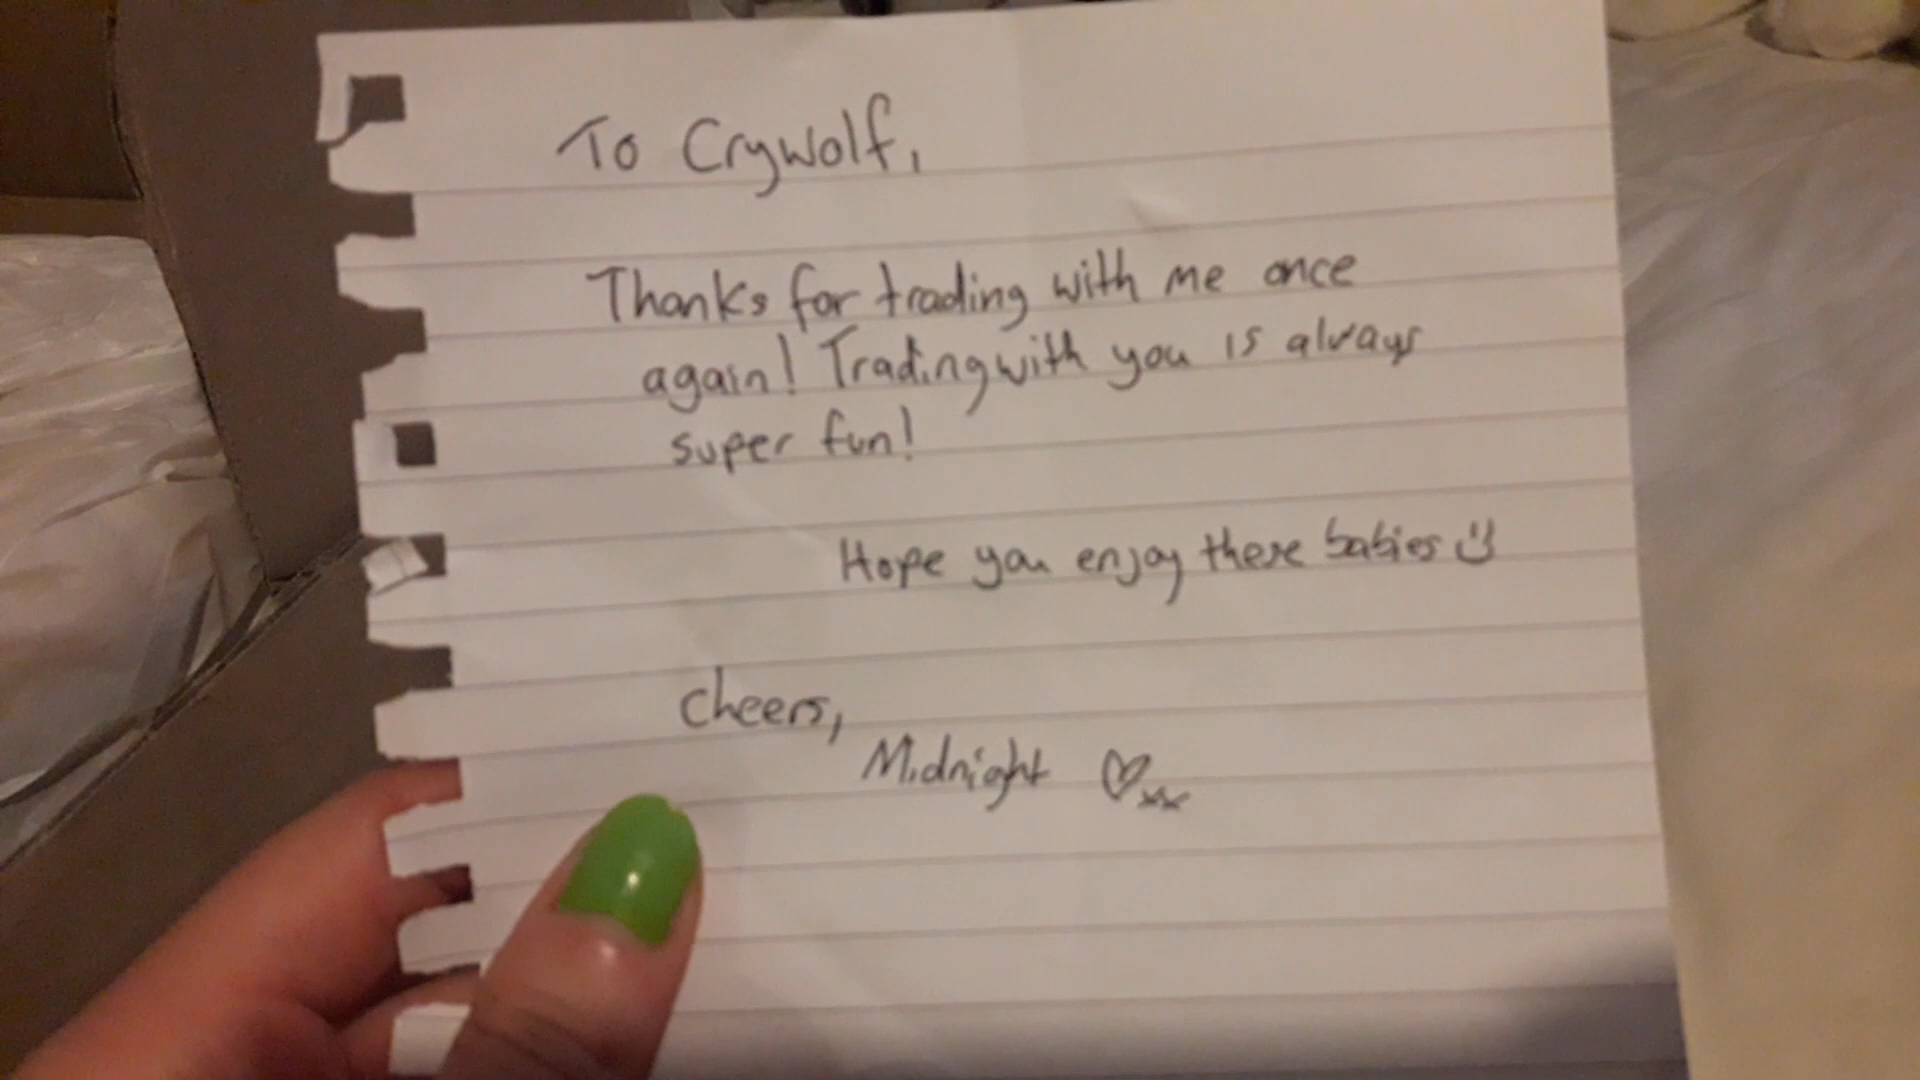 To Crywolf,
Thanks for trading with me once
again! Trading with you is always
super fun!
Hope you enjoy these babies :)
Cheers,
Midnight ♡xx